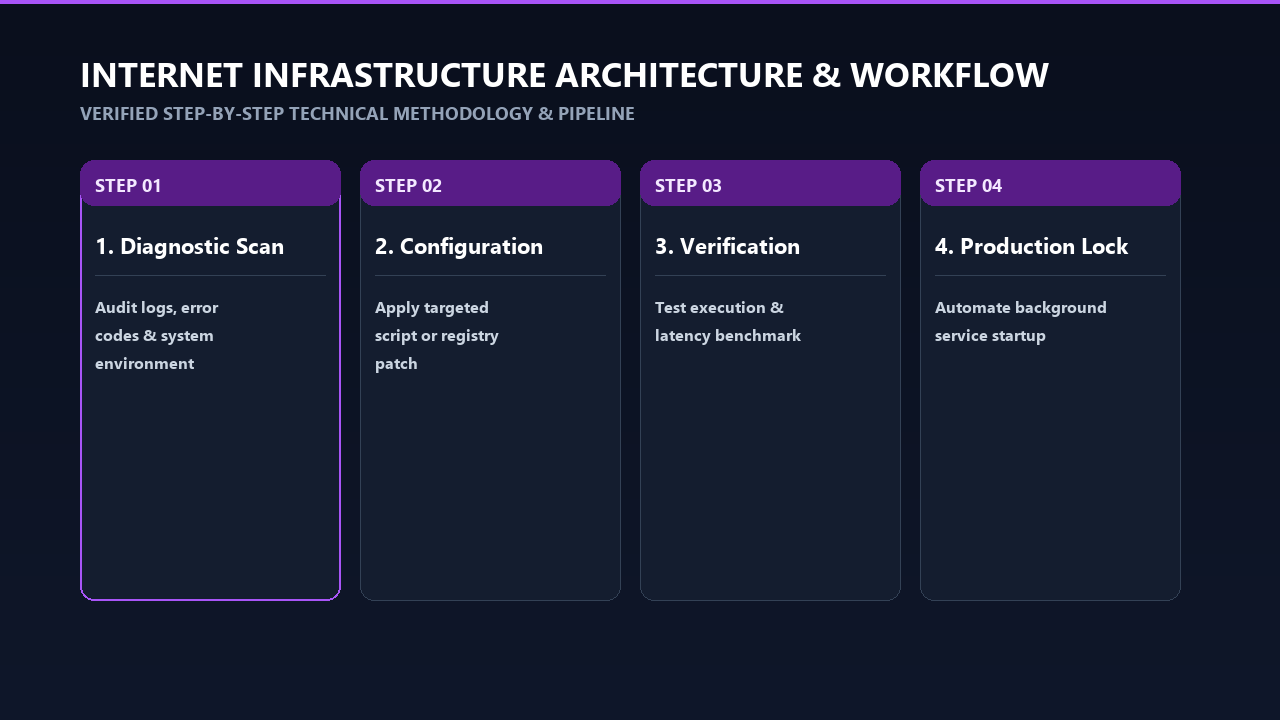 INTERNET INFRASTRUCTURE ARCHITECTURE & WORKFLOW
VERIFIED STEP-BY-STEP TECHNICAL METHODOLOGY & PIPELINE
STEP 01
1. Diagnostic Scan
Audit logs, error
codes & system
environment
STEP 02
2. Configuration
Apply targeted
script or registry
patch
STEP 03
3. Verification
Test execution &
latency benchmark
STEP 04
4. Production Lock
Automate background
service startup